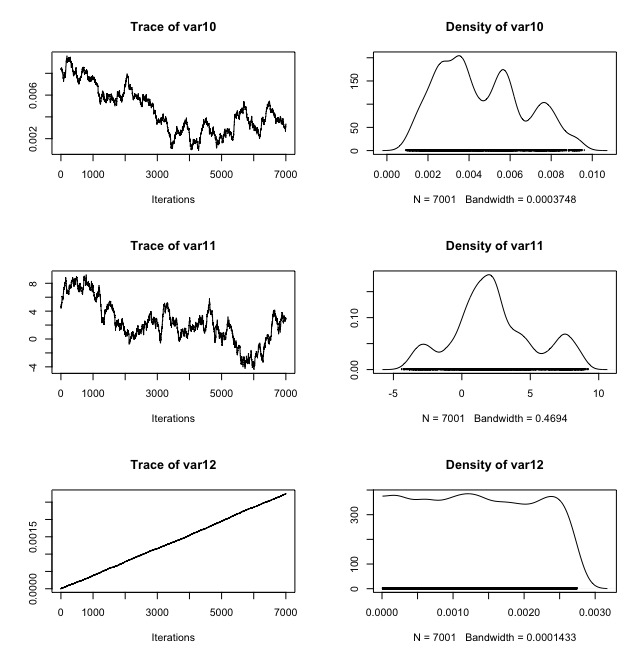 Trace of var10
0.002 0.006
0 1000 3000 5000 7000
Iterations
Density of var10
0 50 150
0.000 0.002 0.004 0.006 0.008 0.010
N = 7001 Bandwidth = 0.0003748
Trace of var11
-4 0 4 8
0 1000 3000 5000 7000
Iterations
Density of var11
0.00 0.10
-5 0 5 10
N = 7001 Bandwidth = 0.4694
Trace of var12
0.0000 0.0015
0 1000 3000 5000 7000
Iterations
Density of var12
0 100 300
0.0000 0.0010 0.0020 0.0030
N = 7001 Bandwidth = 0.0001433